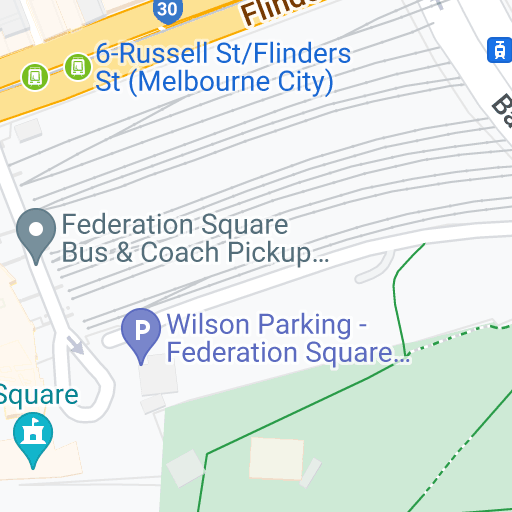 30
Flinde
6-Russell St/Flinders
St (Melbourne City)
Ba
Federation Square
Bus & Coach Pickup...
P
Wilson Parking -
Federation Square...
Square